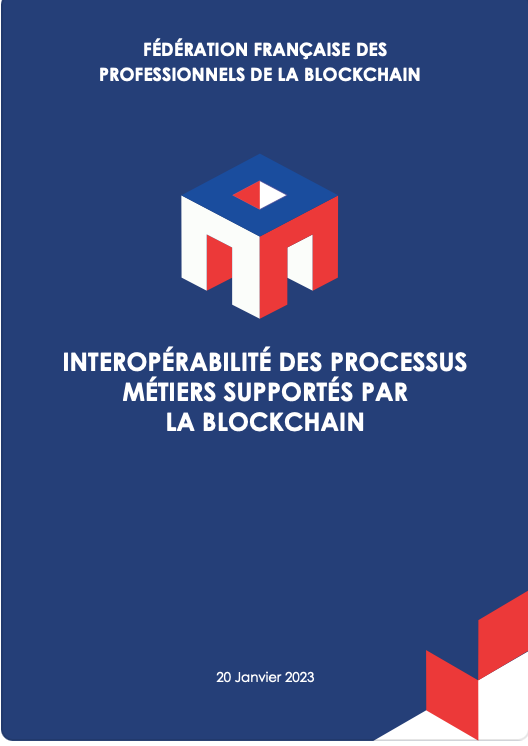 FÉDÉRATION FRANÇAISE DES
PROFESSIONNELS DE LA BLOCKCHAIN
INTEROPÉRABILITÉ DES PROCESSUS
MÉTIERS SUPPORTÉS PAR
LA BLOCKCHAIN
20 Janvier 2023